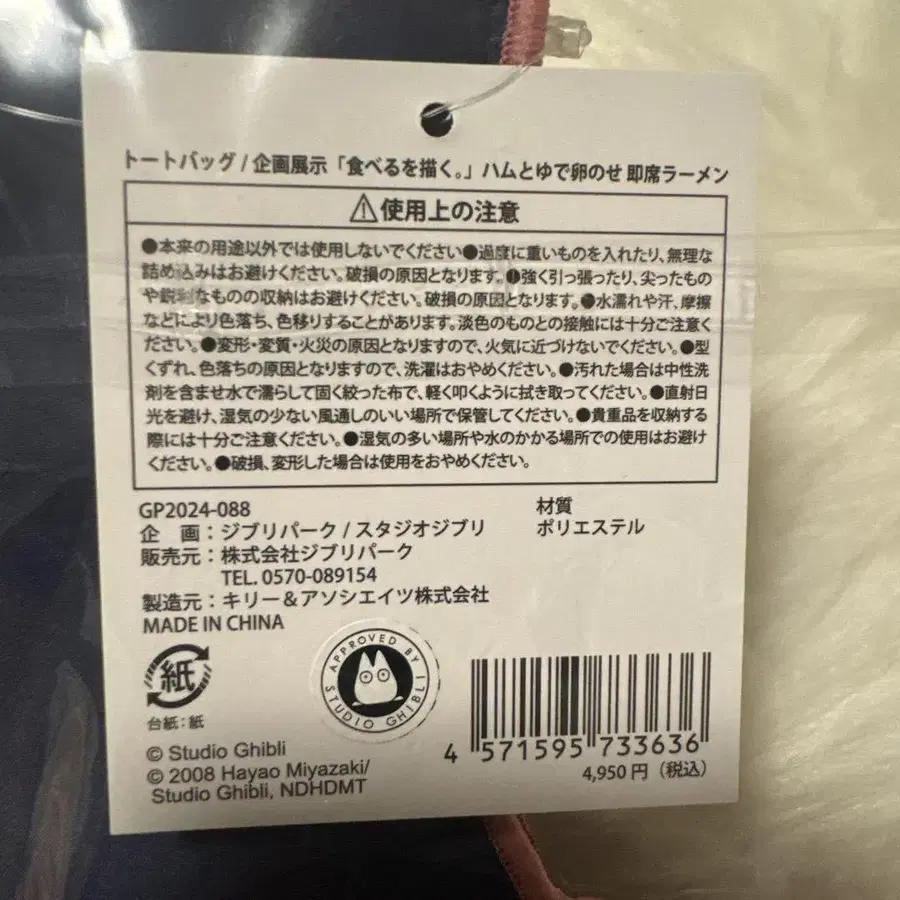 トートバッグ / 企画展示「食べるを描く。」ハムとゆで卵のせ 即席ラーメン
⚠使用上の注意
●本来の用途以外では使用しないでください●過度に重いものを入れたり、無理な
詰め込みはお避けください。破損の原因となります。●強く引っ張ったり、尖ったもの
や鋭利なものの収納はお避けください。破損の原因となります。●水濡れや汗、摩擦
などにより色落ち、色移りすることがあります。淡色のものとの接触には十分ご注意く
ださい。●変形・変質・火災の原因となりますので、火気に近づけないでください。●型
くずれ、色落ちの原因となりますので、洗濯はおやめください。●汚れた場合は中性洗
剤を含ませ水で濡らして固く絞った布で、軽く叩くように拭き取ってください。●直射日
光を避け、湿気の少ない風通しのいい場所で保管してください。●貴重品を収納する
際には十分ご注意ください。●湿気の多い場所や水のかかる場所での使用はお避け
ください。●破損、変形した場合は使用をおやめください。
GP2024-088
企　画：ジブリパーク / スタジオジブリ
販売元：株式会社ジブリパーク
TEL. 0570-089154
製造元：キリー＆アソシエイツ株式会社
MADE IN CHINA
材質
ポリエステル
紙
台紙：紙
APPROVED BY
STUDIO GHIBLI
© Studio Ghibli
© 2008 Hayao Miyazaki/
Studio Ghibli, NDHDMT
4 571595 733636
4,950 円（税込）